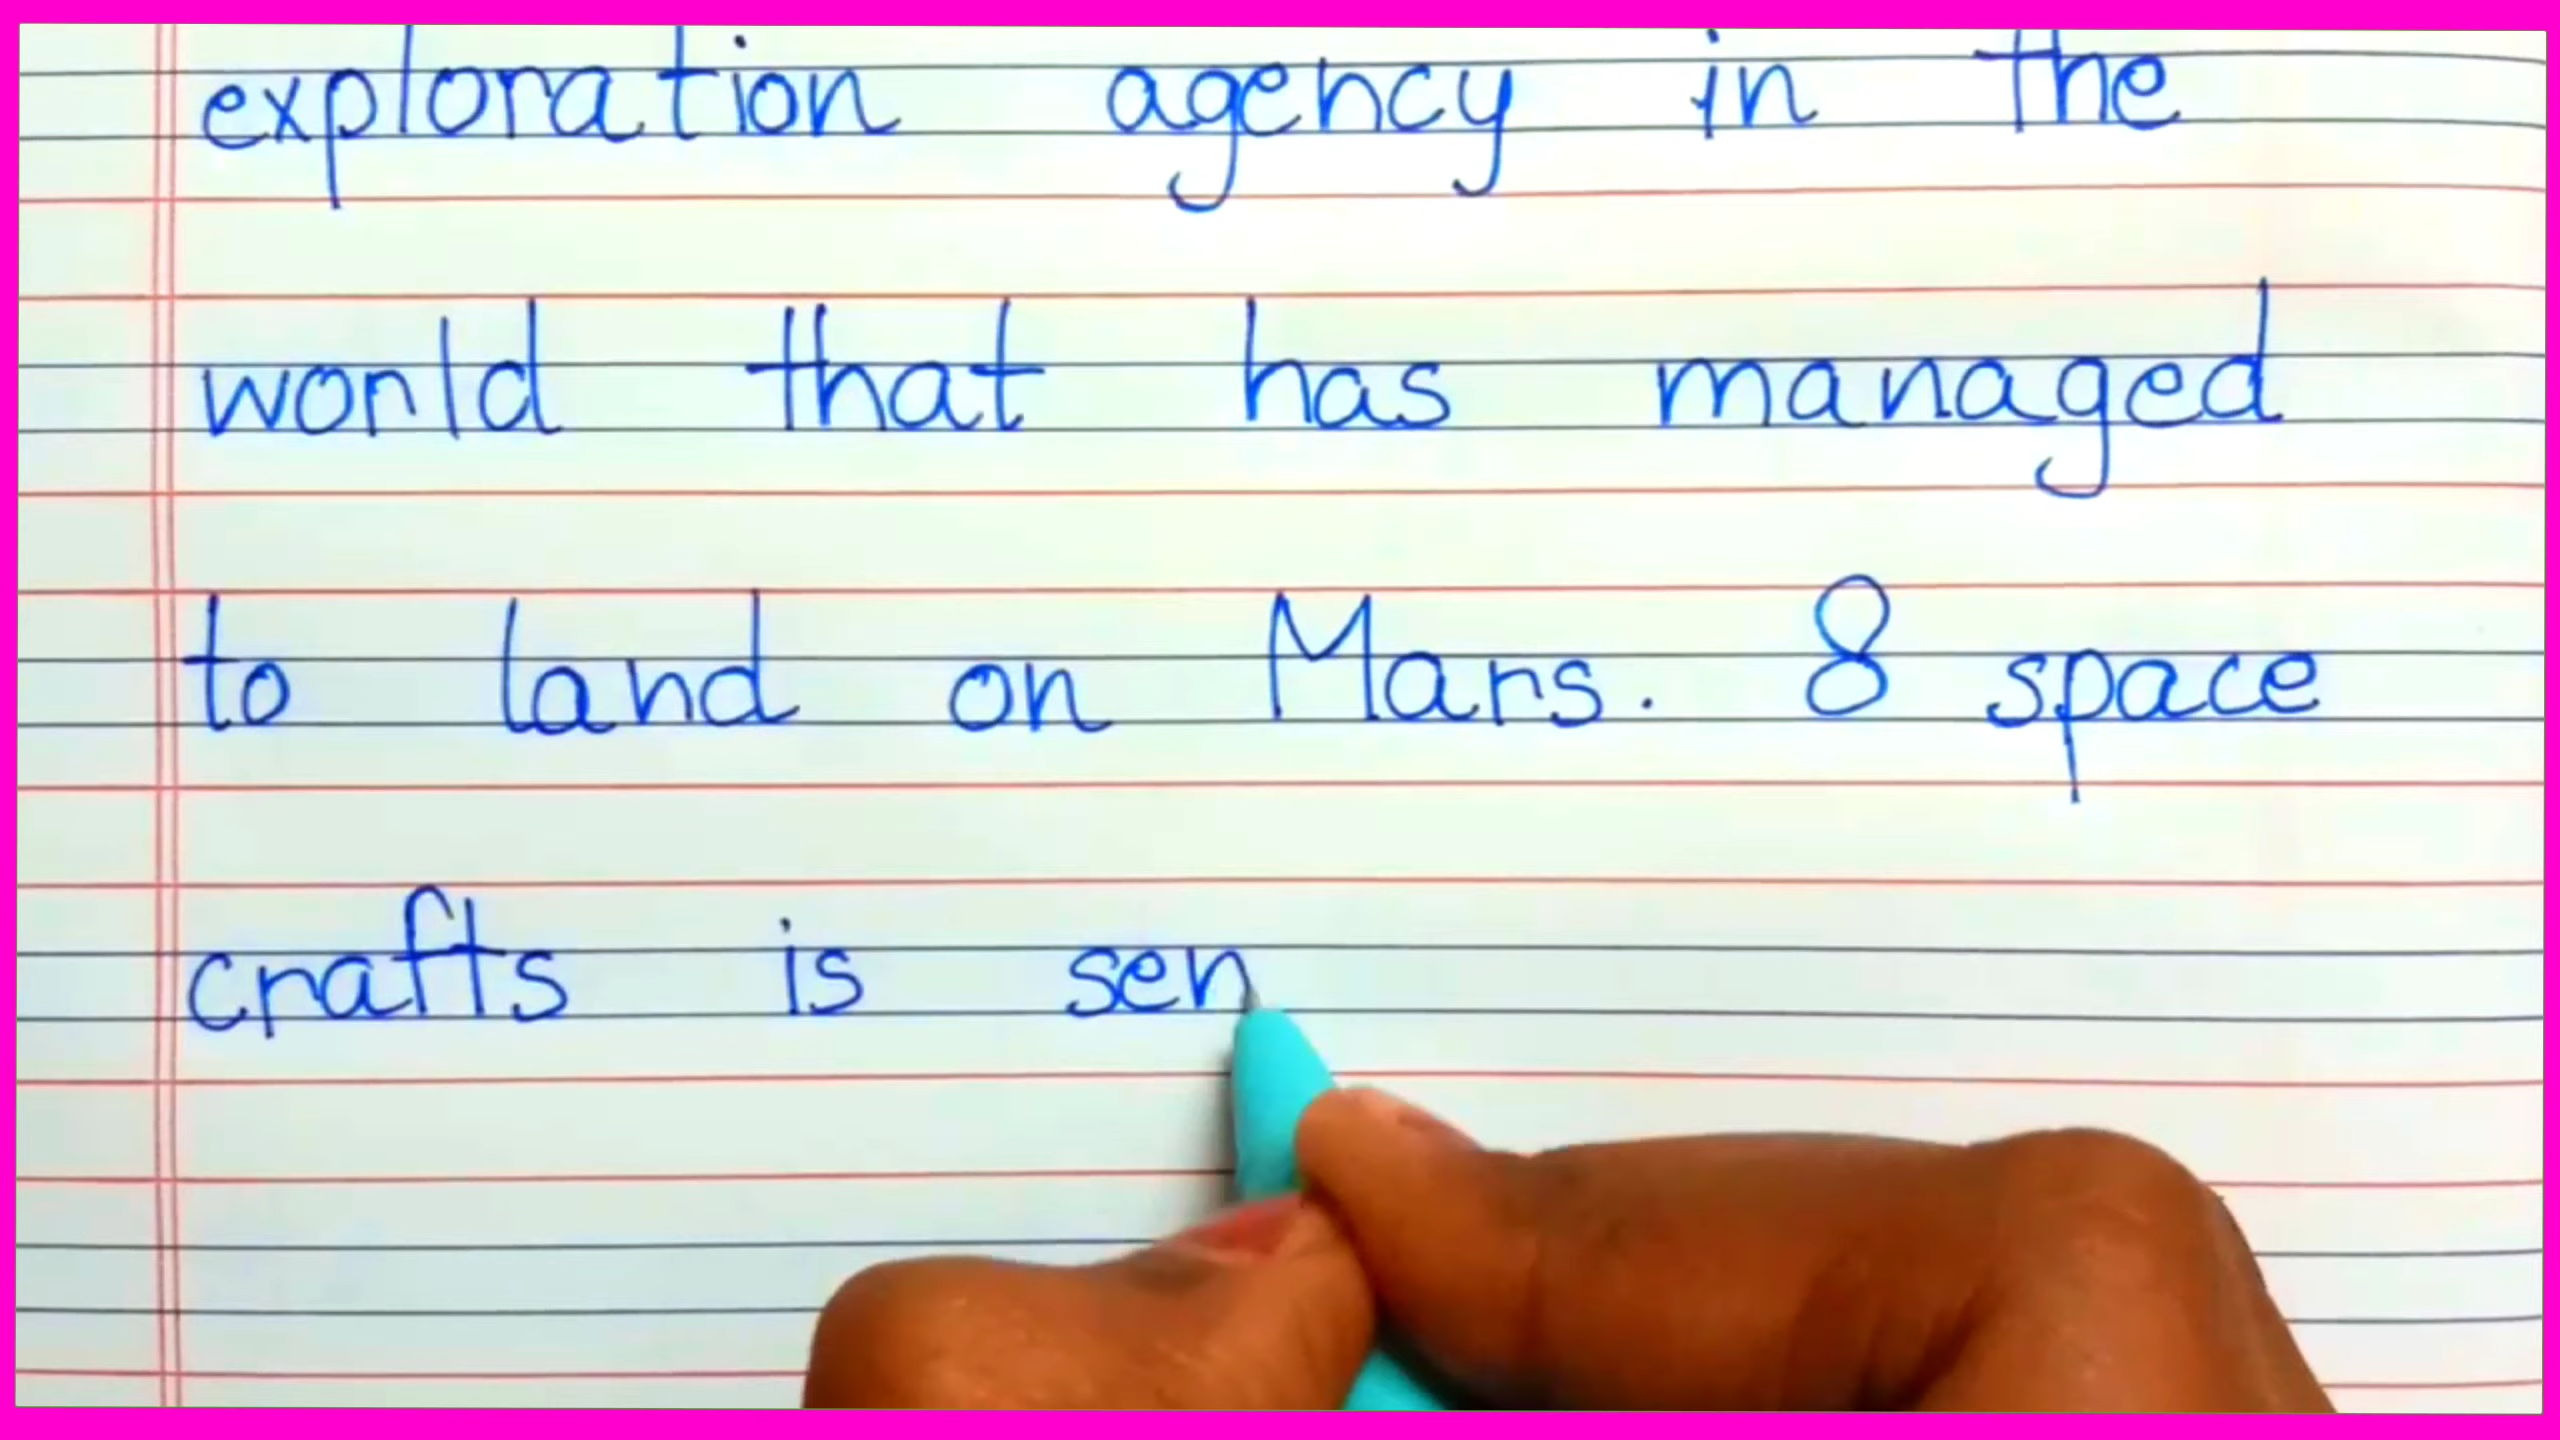 exploration agency in the
world that has managed
to land on Mars. 8 space
crafts is sen